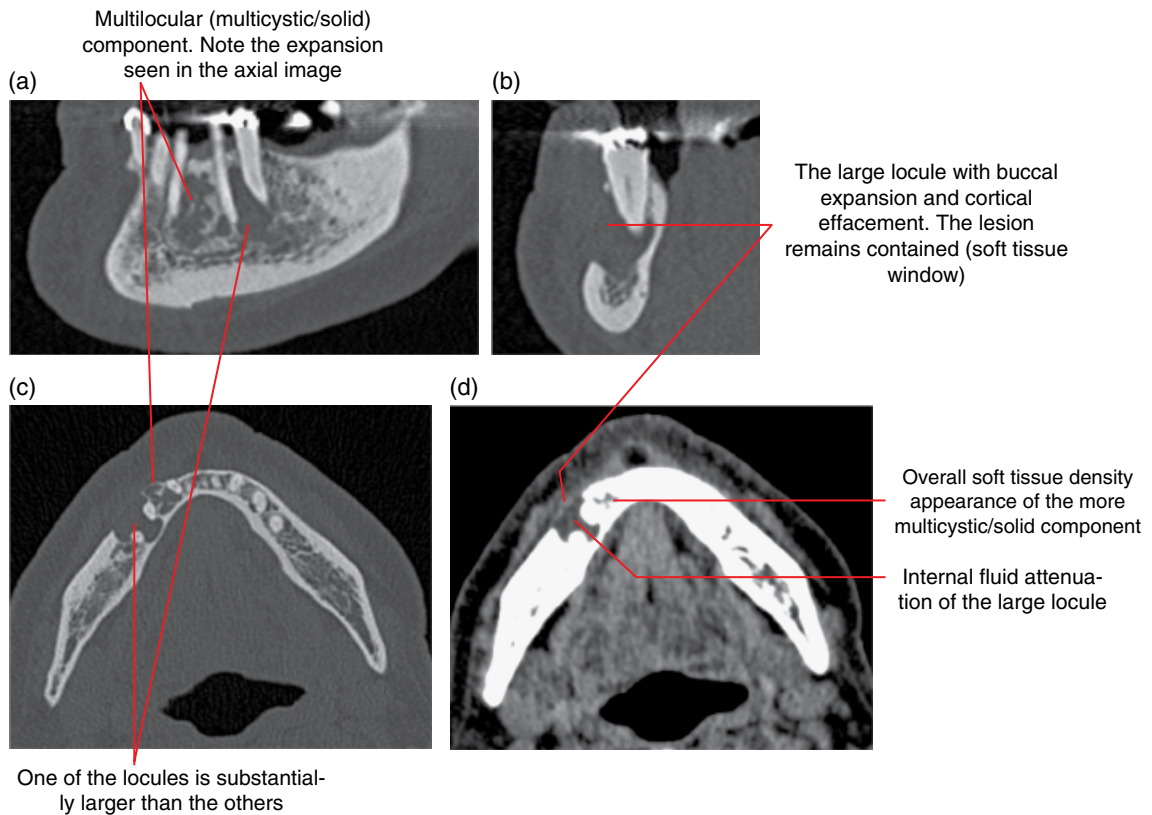 Multilocular (multicystic/solid)
component. Note the expansion
seen in the axial image
(a)
(b)
The large locule with buccal
expansion and cortical
effacement. The lesion
remains contained (soft tissue
window)
(c)
(d)
Overall soft tissue density
appearance of the more
multicystic/solid component
Internal fluid attenua-
tion of the large locule
One of the locules is substantial-
ly larger than the others